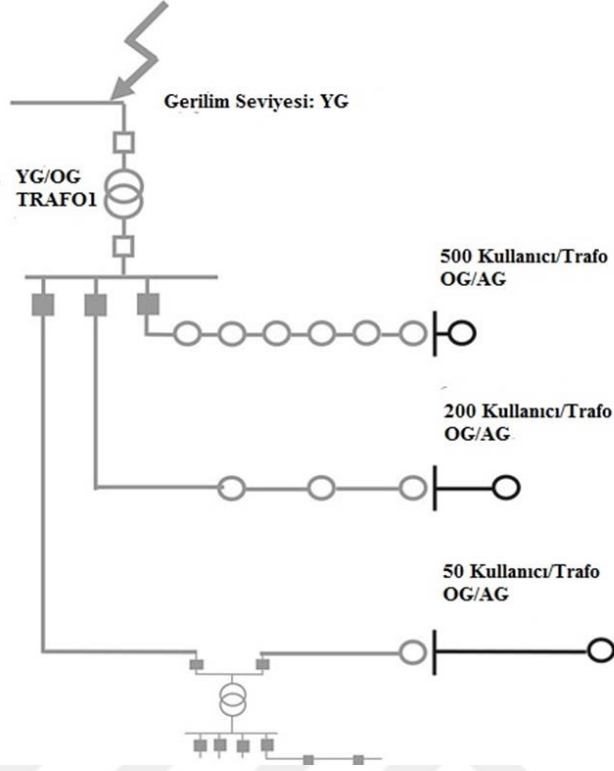 Gerilim Seviyesi: YG
YG/OG
TRAFO1
500 Kullanıcı/Trafo
OG/AG
200 Kullanıcı/Trafo
OG/AG
50 Kullanıcı/Trafo
OG/AG